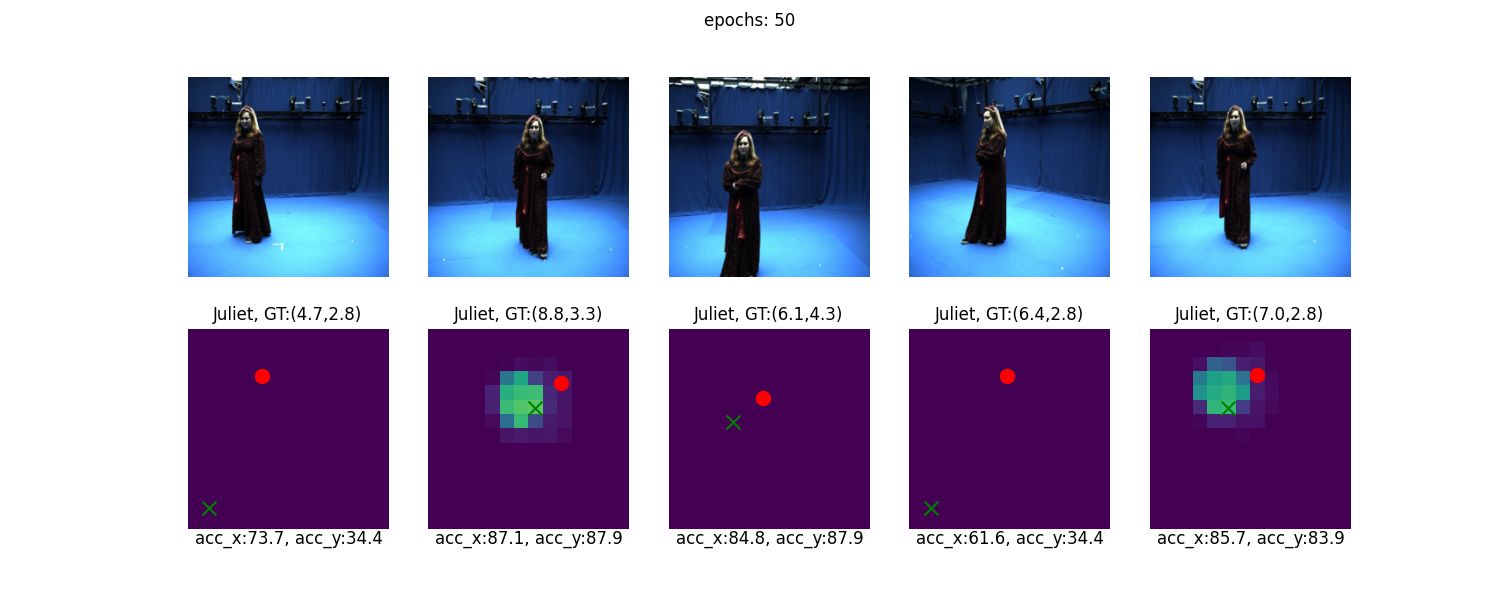 epochs: 50
Juliet, GT:(4.7,2.8)
Juliet, GT:(8.8,3.3)
Juliet, GT:(6.1,4.3)
Juliet, GT:(6.4,2.8)
Juliet, GT:(7.0,2.8)
acc_x:73.7, acc_y:34.4
acc_x:87.1, acc_y:87.9
acc_x:84.8, acc_y:87.9
acc_x:61.6, acc_y:34.4
acc_x:85.7, acc_y:83.9